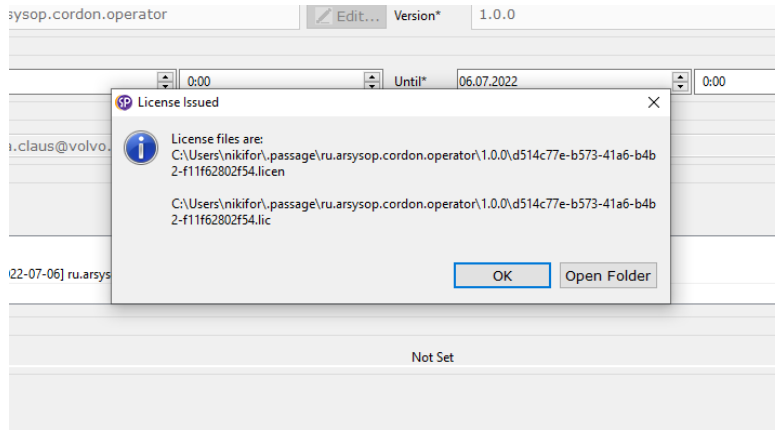 sysop.cordon.operator Edit... Version* 1.0.0
0:00 Until* 06.07.2022 0:00
License Issued
License files are:
C:\Users\nikifor\.passage\ru.arsysop.cordon.operator\1.0.0\d514c77e-b573-41a6-b4b
2-f11f62802f54.licen
a.claus@volvo.
C:\Users\nikifor\.passage\ru.arsysop.cordon.operator\1.0.0\d514c77e-b573-41a6-b4b
2-f11f62802f54.lic
022-07-06] ru.arsys
OK Open Folder
Not Set